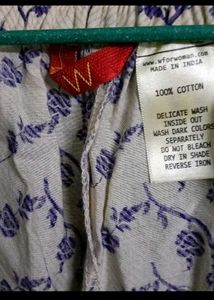 W
www.wforwoman.com
MADE IN INDIA
100% COTTON
DELICATE WASH
INSIDE OUT
WASH DARK COLORS
SEPARATELY
DO NOT BLEACH
DRY IN SHADE
REVERSE IRON